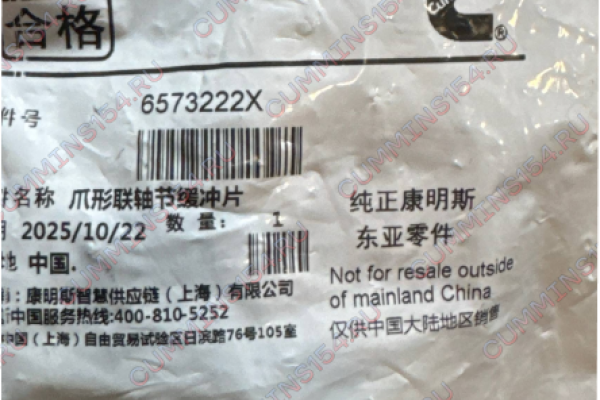 合格
®
件号
6573222X
件名称 爪形联轴节缓冲片
2025/10/22 数量: 1
地 中国.
纯正康明斯
东亚零件
Not for resale outside
of mainland China
仅供中国大陆地区销售
: 康明斯智慧供应链(上海)有限公司
中国服务热线:400-810-5252
中国(上海)自由贸易试验区日滨路76号105室
CUMMINS154.RU